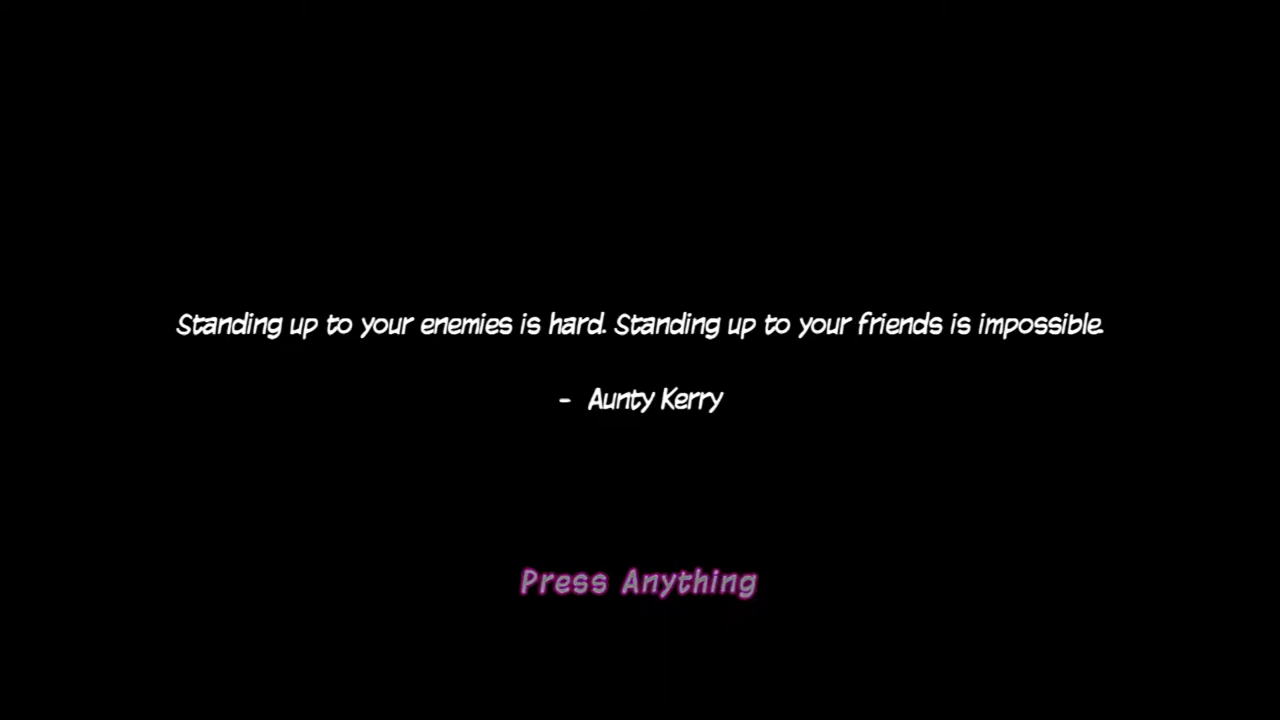 Standing up to your enemies is hard. Standing up to your friends is impossible.
- Aunty Kerry
Press Anything